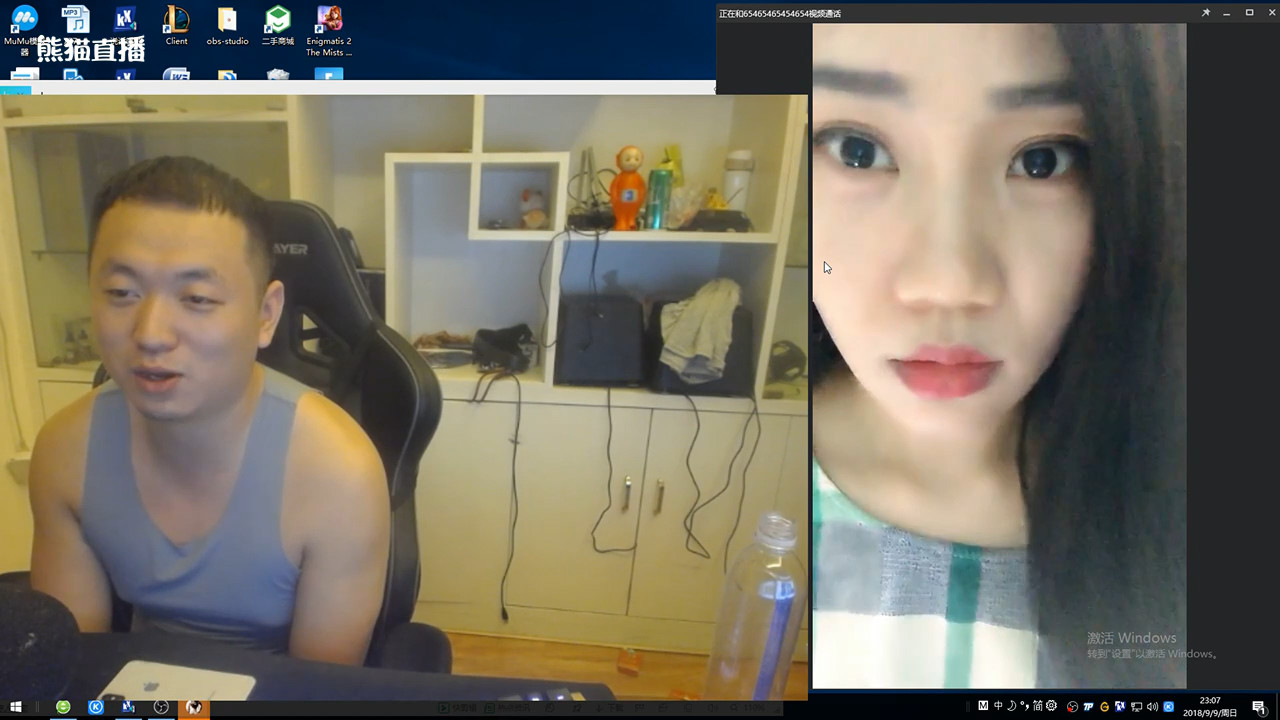 正在和65465465454654视频通话
MuMu模
器
MP3
Client
obs-studio
二手商城
Enigmatis 2
The Mists ...
熊猫直播
激活 Windows
转到"设置"以激活 Windows。
中
简
23:07
2018/9/9/周日